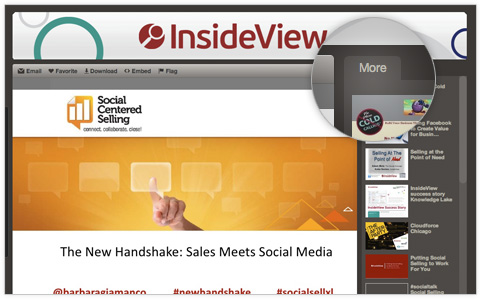 InsideView
Email
Favorite
Download
Embed
Flag
More
Cold
COLD
Social
Centered
Selling
connect. collaborate. close!
The New Handshake: Sales Meets Social Media
@barbaragiamanco
#newhandshake
#socialsellxl
Facebook
to Create Value
for Busin...
Selling At The
Point of Need
Selling at the
Point of Need
InsideView
success story
Knowledge Lake
Cloudforce
Chicago
Putting Social
Selling to Work
For You
#socialtalk
Social Selling